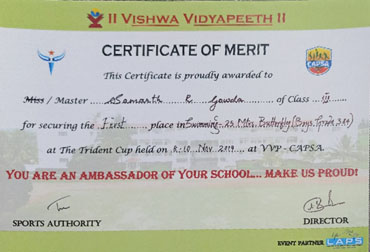 II VISHWA VIDYAPEETH II
CERTIFICATE OF MERIT
CAPSA
This Certificate is proudly awarded to
Miss / Master Samarth R Gowda of Class III
for securing the First place in Swimming - 25 Mtrs. Butterfly (Boys,
at The Trident Cup held on 8-10 Nov at VVP - CAPSA.
YOU ARE AN AMBASSADOR OF YOUR SCHOOL... MAKE US PROUD!
SPORTS AUTHORITY
DIRECTOR
EVENT PARTNER LAPS